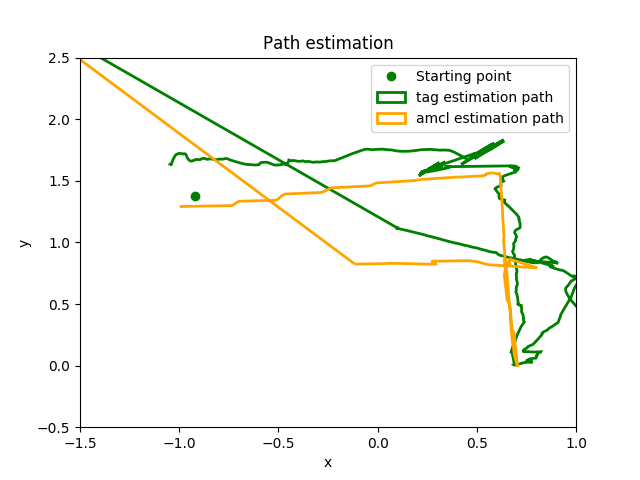 Path estimation
Starting point
tag estimation path
amcl estimation path
2.5
2.0
1.5
1.0
0.5
0.0
−0.5
y
−1.5 −1.0 −0.5 0.0 0.5 1.0
x